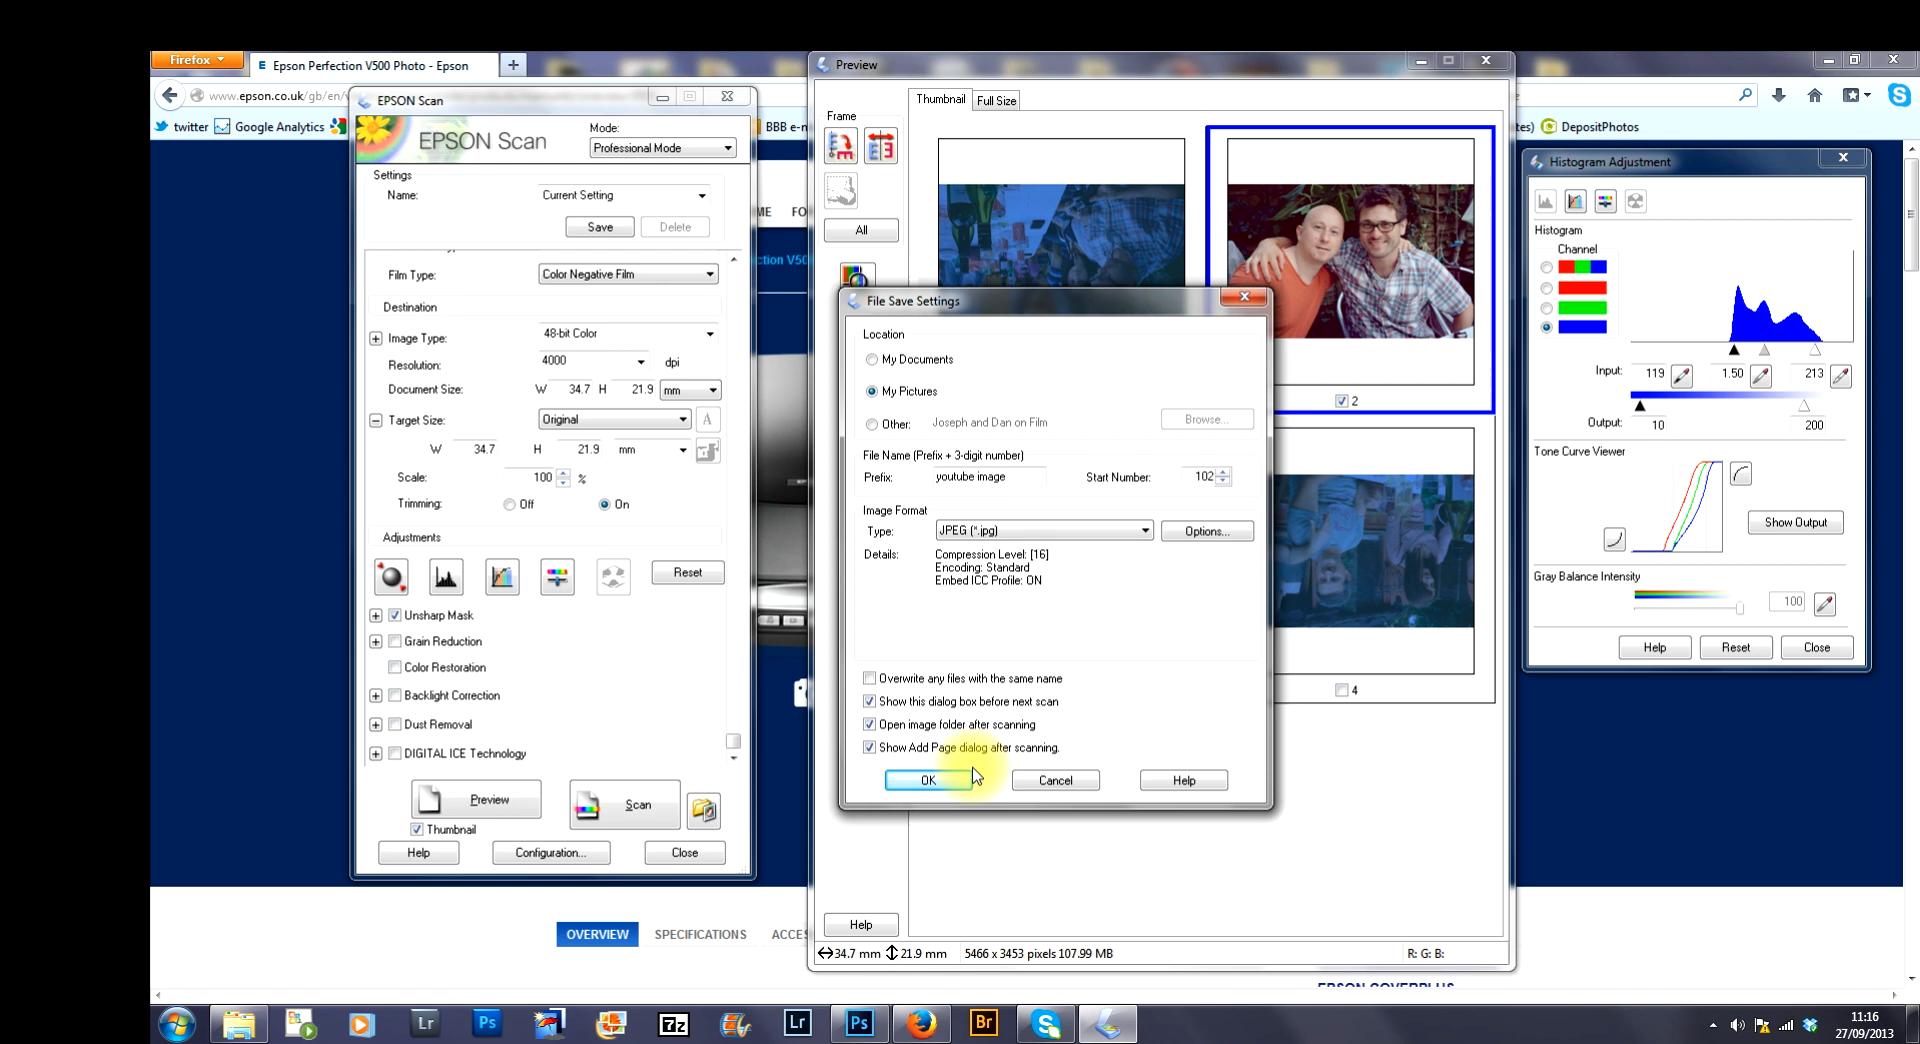 Firefox
E Epson Perfection V500 Photo - Epson
+
www.epson.co.uk/gb/en/
twitter
Google Analytics
BBB e-n
tes)
DepositPhotos
ME
FO
ction V50
EPSON Scan
EPSON Scan
Mode:
Professional Mode
Settings
Name:
Current Setting
Save
Delete
Film Type:
Color Negative Film
Destination
Image Type:
48-bit Color
Resolution:
4000
dpi
Document Size:
W 34.7 H 21.9 mm
Target Size:
Original
A
W 34.7 H 21.9 mm
Scale:
100 %
Trimming:
Off
On
Adjustments
Reset
Unsharp Mask
Grain Reduction
Color Restoration
Backlight Correction
Dust Removal
DIGITAL ICE Technology
Preview
Scan
Thumbnail
Help
Configuration...
Close
Preview
Thumbnail
Full Size
Frame
All
2
4
Help
34.7 mm 21.9 mm
5466 x 3453 pixels 107.99 MB
R: G: B:
File Save Settings
Location
My Documents
My Pictures
Other:
Joseph and Dan on Film
Browse...
File Name (Prefix + 3-digit number)
Prefix:
youtube image
Start Number:
102
Image Format
Type:
JPEG (*.jpg)
Options...
Details:
Compression Level: [16]
Encoding: Standard
Embed ICC Profile: ON
Overwrite any files with the same name
Show this dialog box before next scan
Open image folder after scanning
Show Add Page dialog after scanning.
OK
Cancel
Help
Histogram Adjustment
Histogram
Channel
Input:
119
1.50
213
Output:
10
200
Tone Curve Viewer
Show Output
Gray Balance Intensity
100
Help
Reset
Close
OVERVIEW
SPECIFICATIONS
ACCES
EPSON COVERPLUS
Lr
Ps
7z
Lr
Ps
Br
11:16
27/09/2013